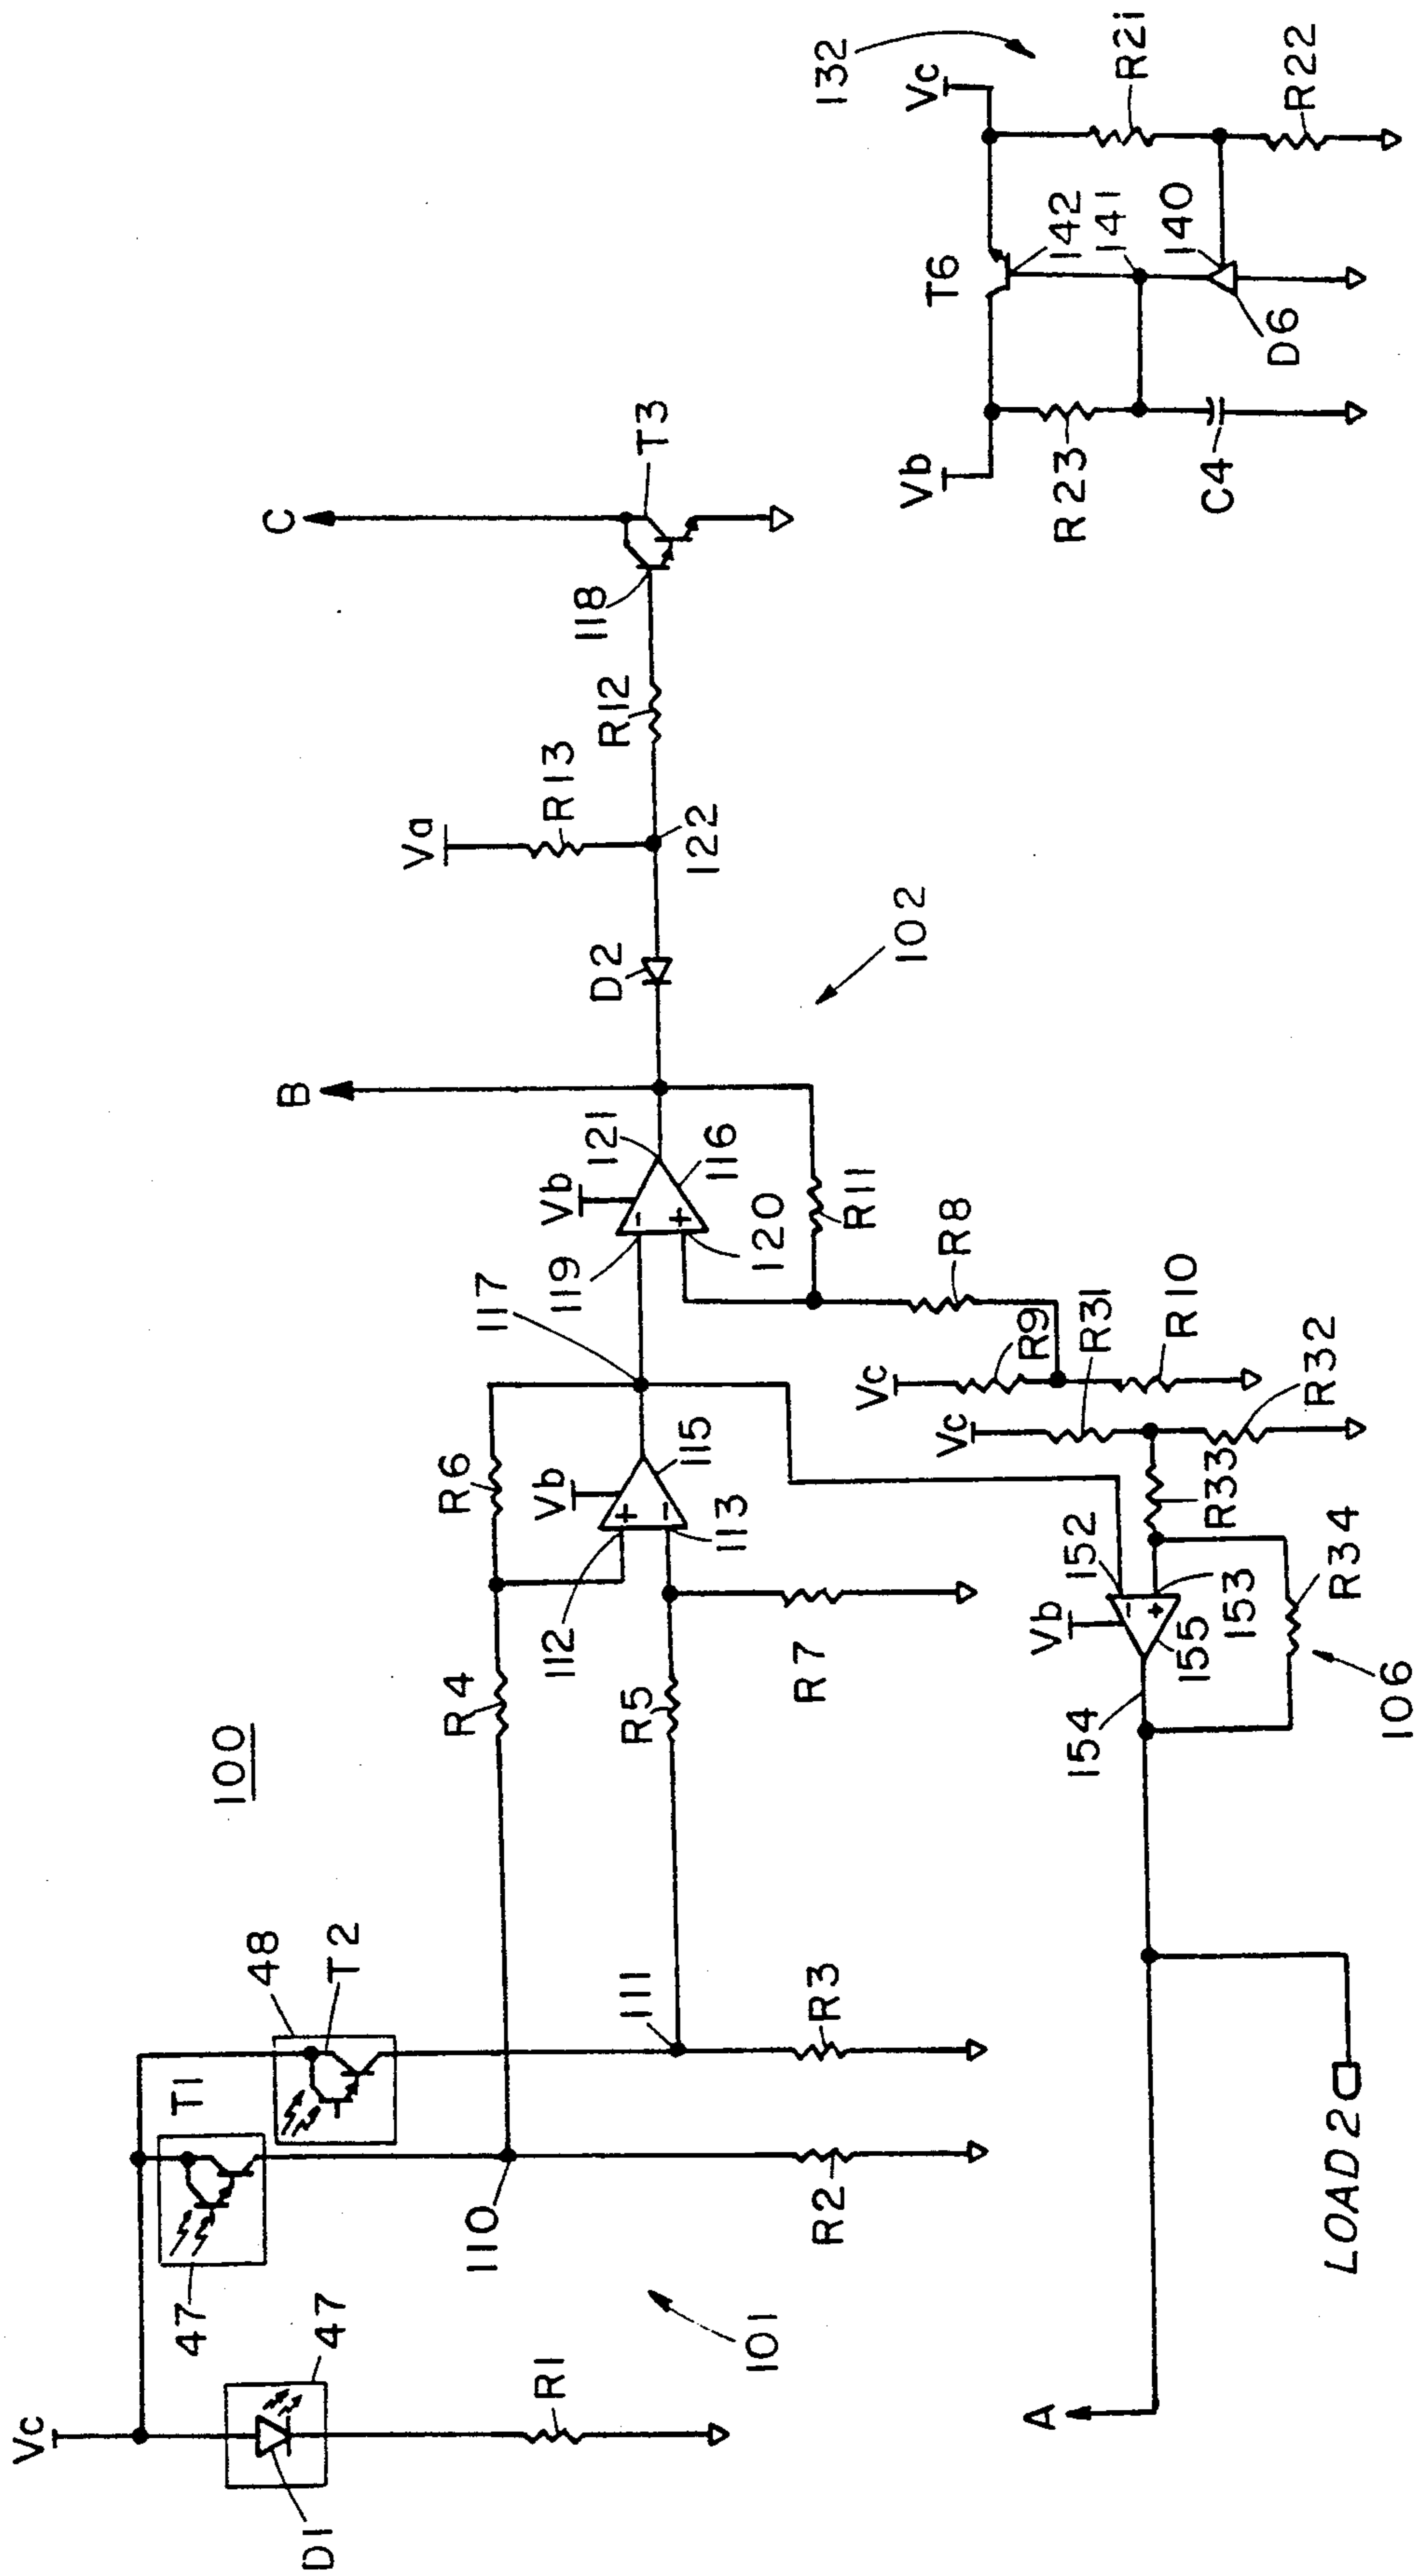 100
Vc
D1
47
R1
47
T1
48
T2
101
110
111
R2
R3
R4
R5
R6
R7
112
113
Vb
115
117
119
120
Vb
121
116
B
R11
R8
Vc
R9
R10
102
D2
Va
R13
122
R12
118
T3
C
A
LOAD 2
154
155
Vb
152
153
R33
R34
106
Vc
R31
R32
132
Vb
R23
C4
T6
142
141
140
D6
Vc
R21
R22